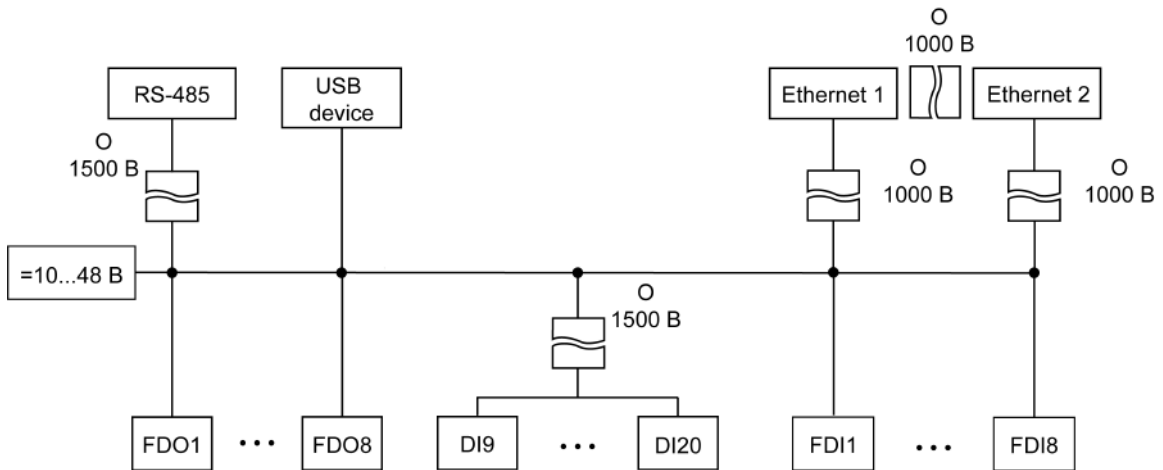 О
1000 В
RS-485
USB
device
Ethernet 1
Ethernet 2
О
1500 В
О
1000 В
О
1000 В
=10...48 В
О
1500 В
FDO1
...
FDO8
DI9
...
DI20
FDI1
...
FDI8